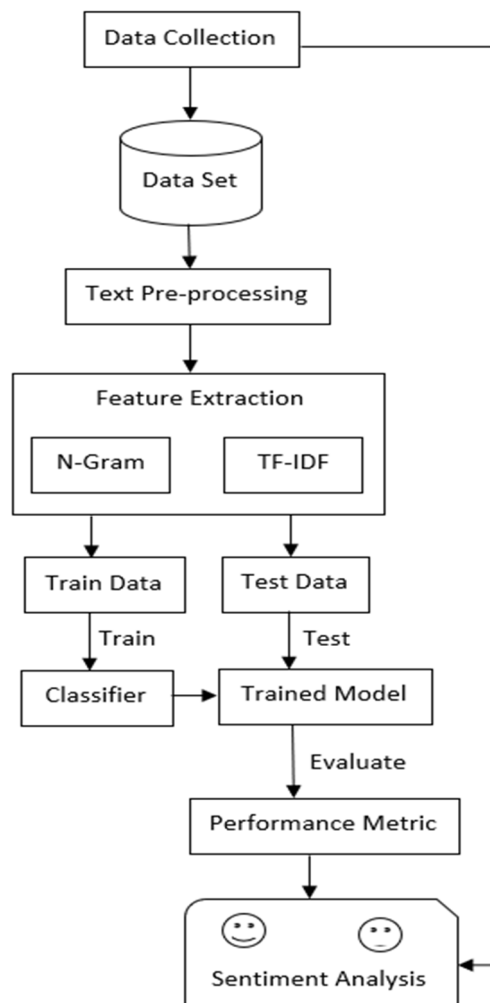 Data Collection
Data Set
Text Pre-processing
Feature Extraction
N-Gram
TF-IDF
Train Data
Test Data
Train
Test
Classifier
Trained Model
Evaluate
Performance Metric
Sentiment Analysis